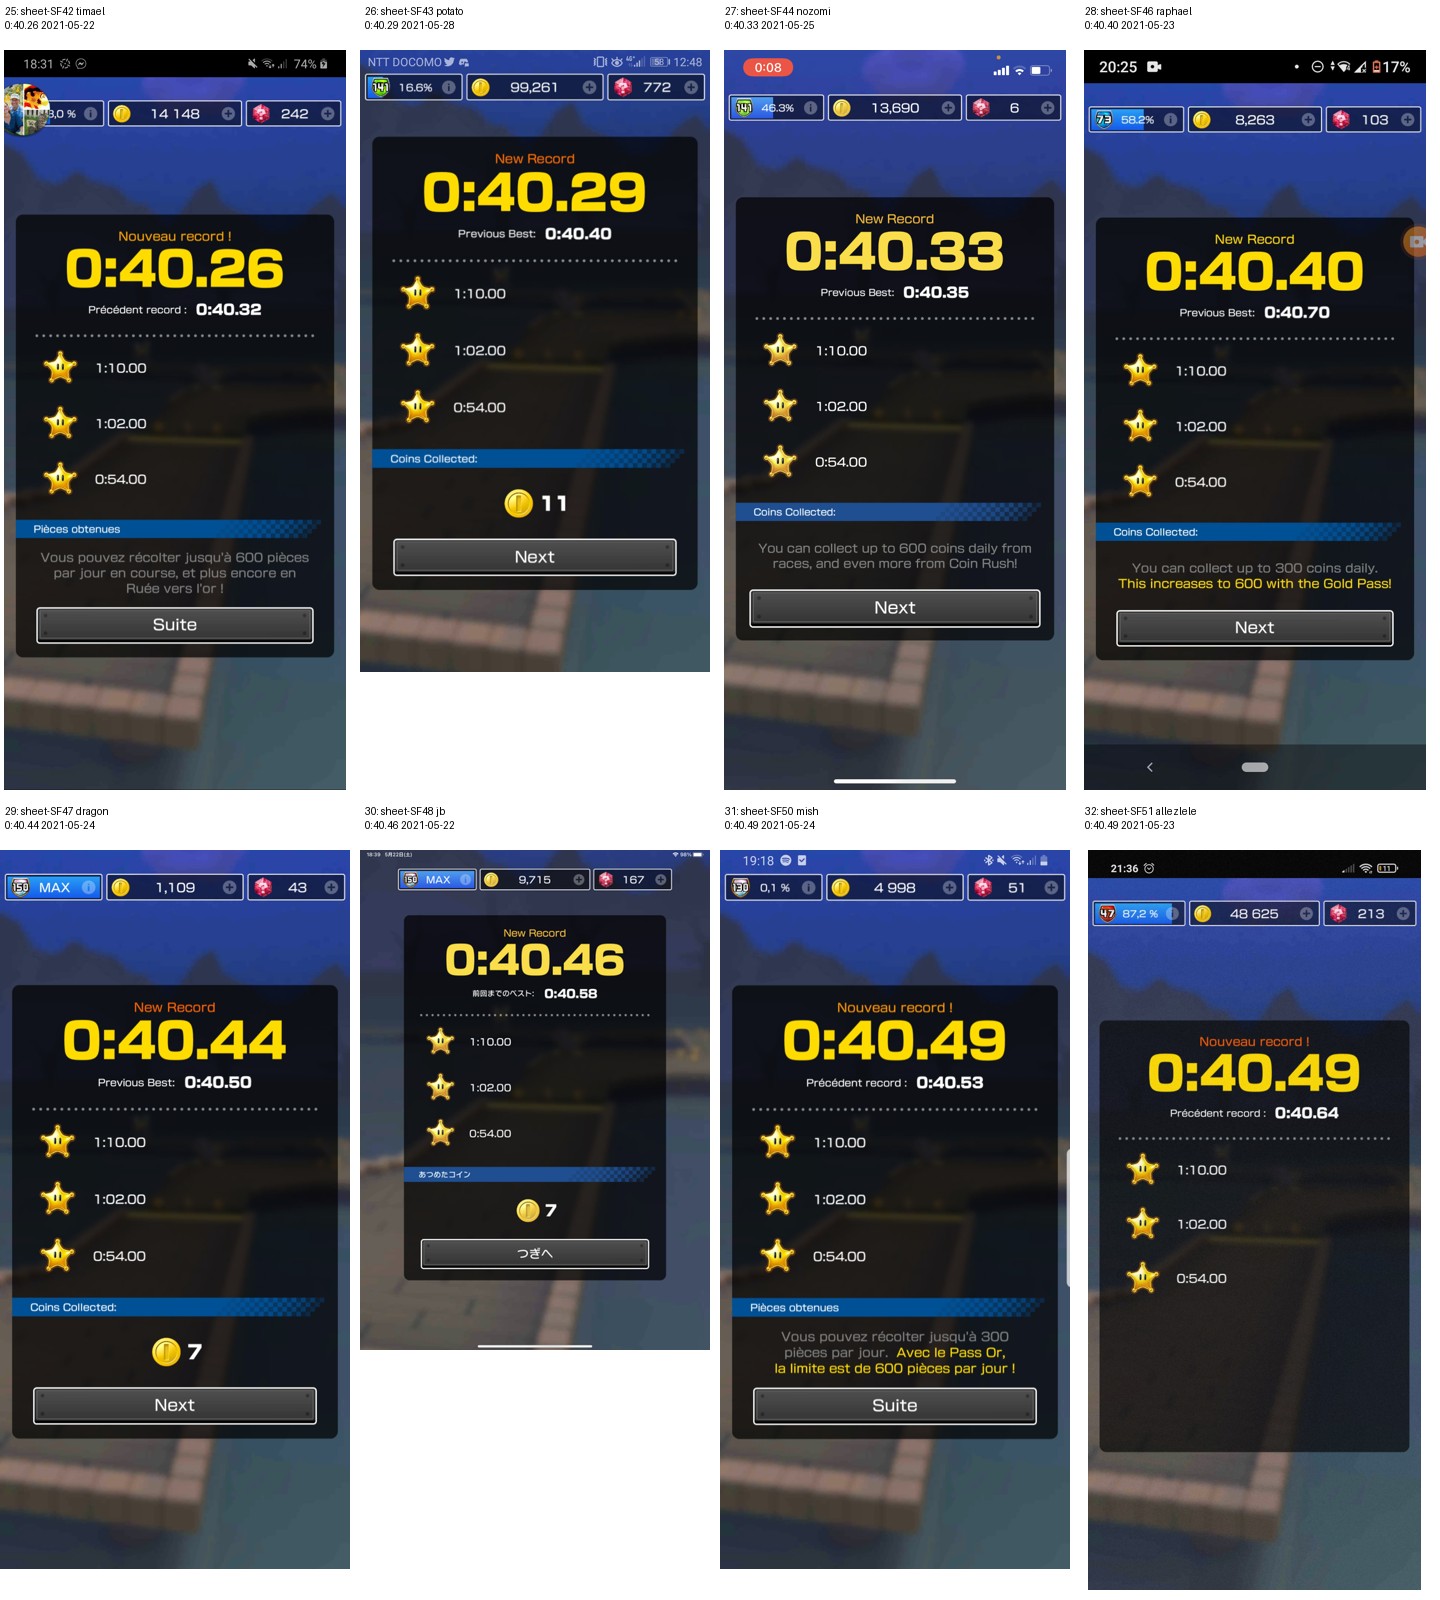 25: sheet-SF42 timael
0:40.26 2021-05-22
18:31 74%
3,0 % 14 148 242
Nouveau record !
0:40.26
Précédent record : 0:40.32
1:10.00
1:02.00
0:54.00
Pièces obtenues
Vous pouvez récolter jusqu'à 600 pièces
par jour en course, et plus encore en
Ruée vers l'or !
Suite
26: sheet-SF43 potato
0:40.29 2021-05-28
NTT DOCOMO 58 12:48
141 16.6% 99,261 772
New Record
0:40.29
Previous Best: 0:40.40
1:10.00
1:02.00
0:54.00
Coins Collected:
11
Next
27: sheet-SF44 nozomi
0:40.33 2021-05-25
0:08
141 46.3% 13,690 6
New Record
0:40.33
Previous Best: 0:40.35
1:10.00
1:02.00
0:54.00
Coins Collected:
You can collect up to 600 coins daily from
races, and even more from Coin Rush!
Next
28: sheet-SF46 raphael
0:40.40 2021-05-23
20:25 17%
73 58.2% 8,263 103
New Record
0:40.40
Previous Best: 0:40.70
1:10.00
1:02.00
0:54.00
Coins Collected:
You can collect up to 300 coins daily.
This increases to 600 with the Gold Pass!
Next
29: sheet-SF47 dragon
0:40.44 2021-05-24
150 MAX 1,109 43
New Record
0:40.44
Previous Best: 0:40.50
1:10.00
1:02.00
0:54.00
Coins Collected:
7
Next
30: sheet-SF48 jb
0:40.46 2021-05-22
150 MAX 9,715 167
New Record
0:40.46
前回までのベスト: 0:40.58
1:10.00
1:02.00
0:54.00
あつめたコイン
7
つぎへ
31: sheet-SF50 mish
0:40.49 2021-05-24
19:18
130 0,1 % 4 998 51
Nouveau record !
0:40.49
Précédent record : 0:40.53
1:10.00
1:02.00
0:54.00
Pièces obtenues
Vous pouvez récolter jusqu'à 300
pièces par jour. Avec le Pass Or,
la limite est de 600 pièces par jour !
Suite
32: sheet-SF51 allezlele
0:40.49 2021-05-23
21:36
47 87,2 % 48 625 213
Nouveau record !
0:40.49
Précédent record : 0:40.64
1:10.00
1:02.00
0:54.00